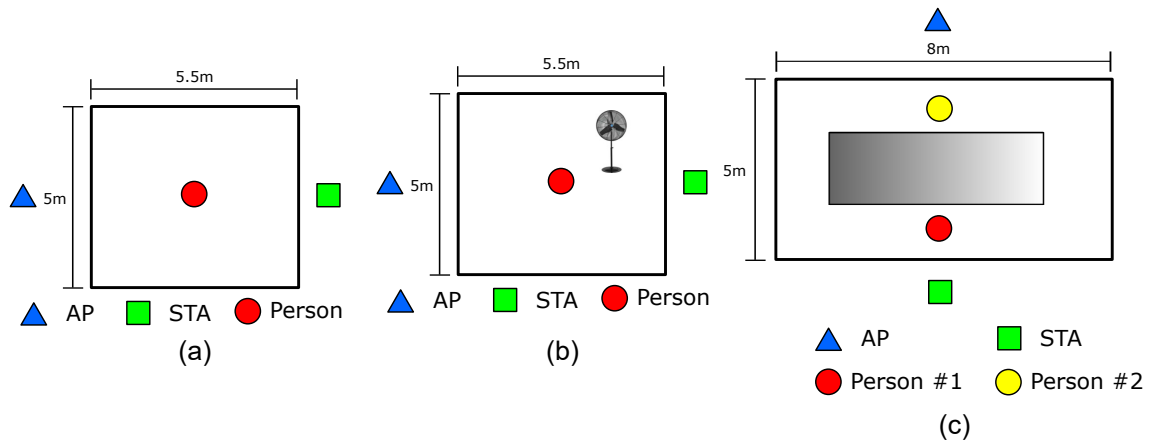 5.5m
5m
AP STA Person
(a)
5.5m
5m
AP STA Person
(b)
8m
5m
AP STA
Person #1 Person #2
(c)